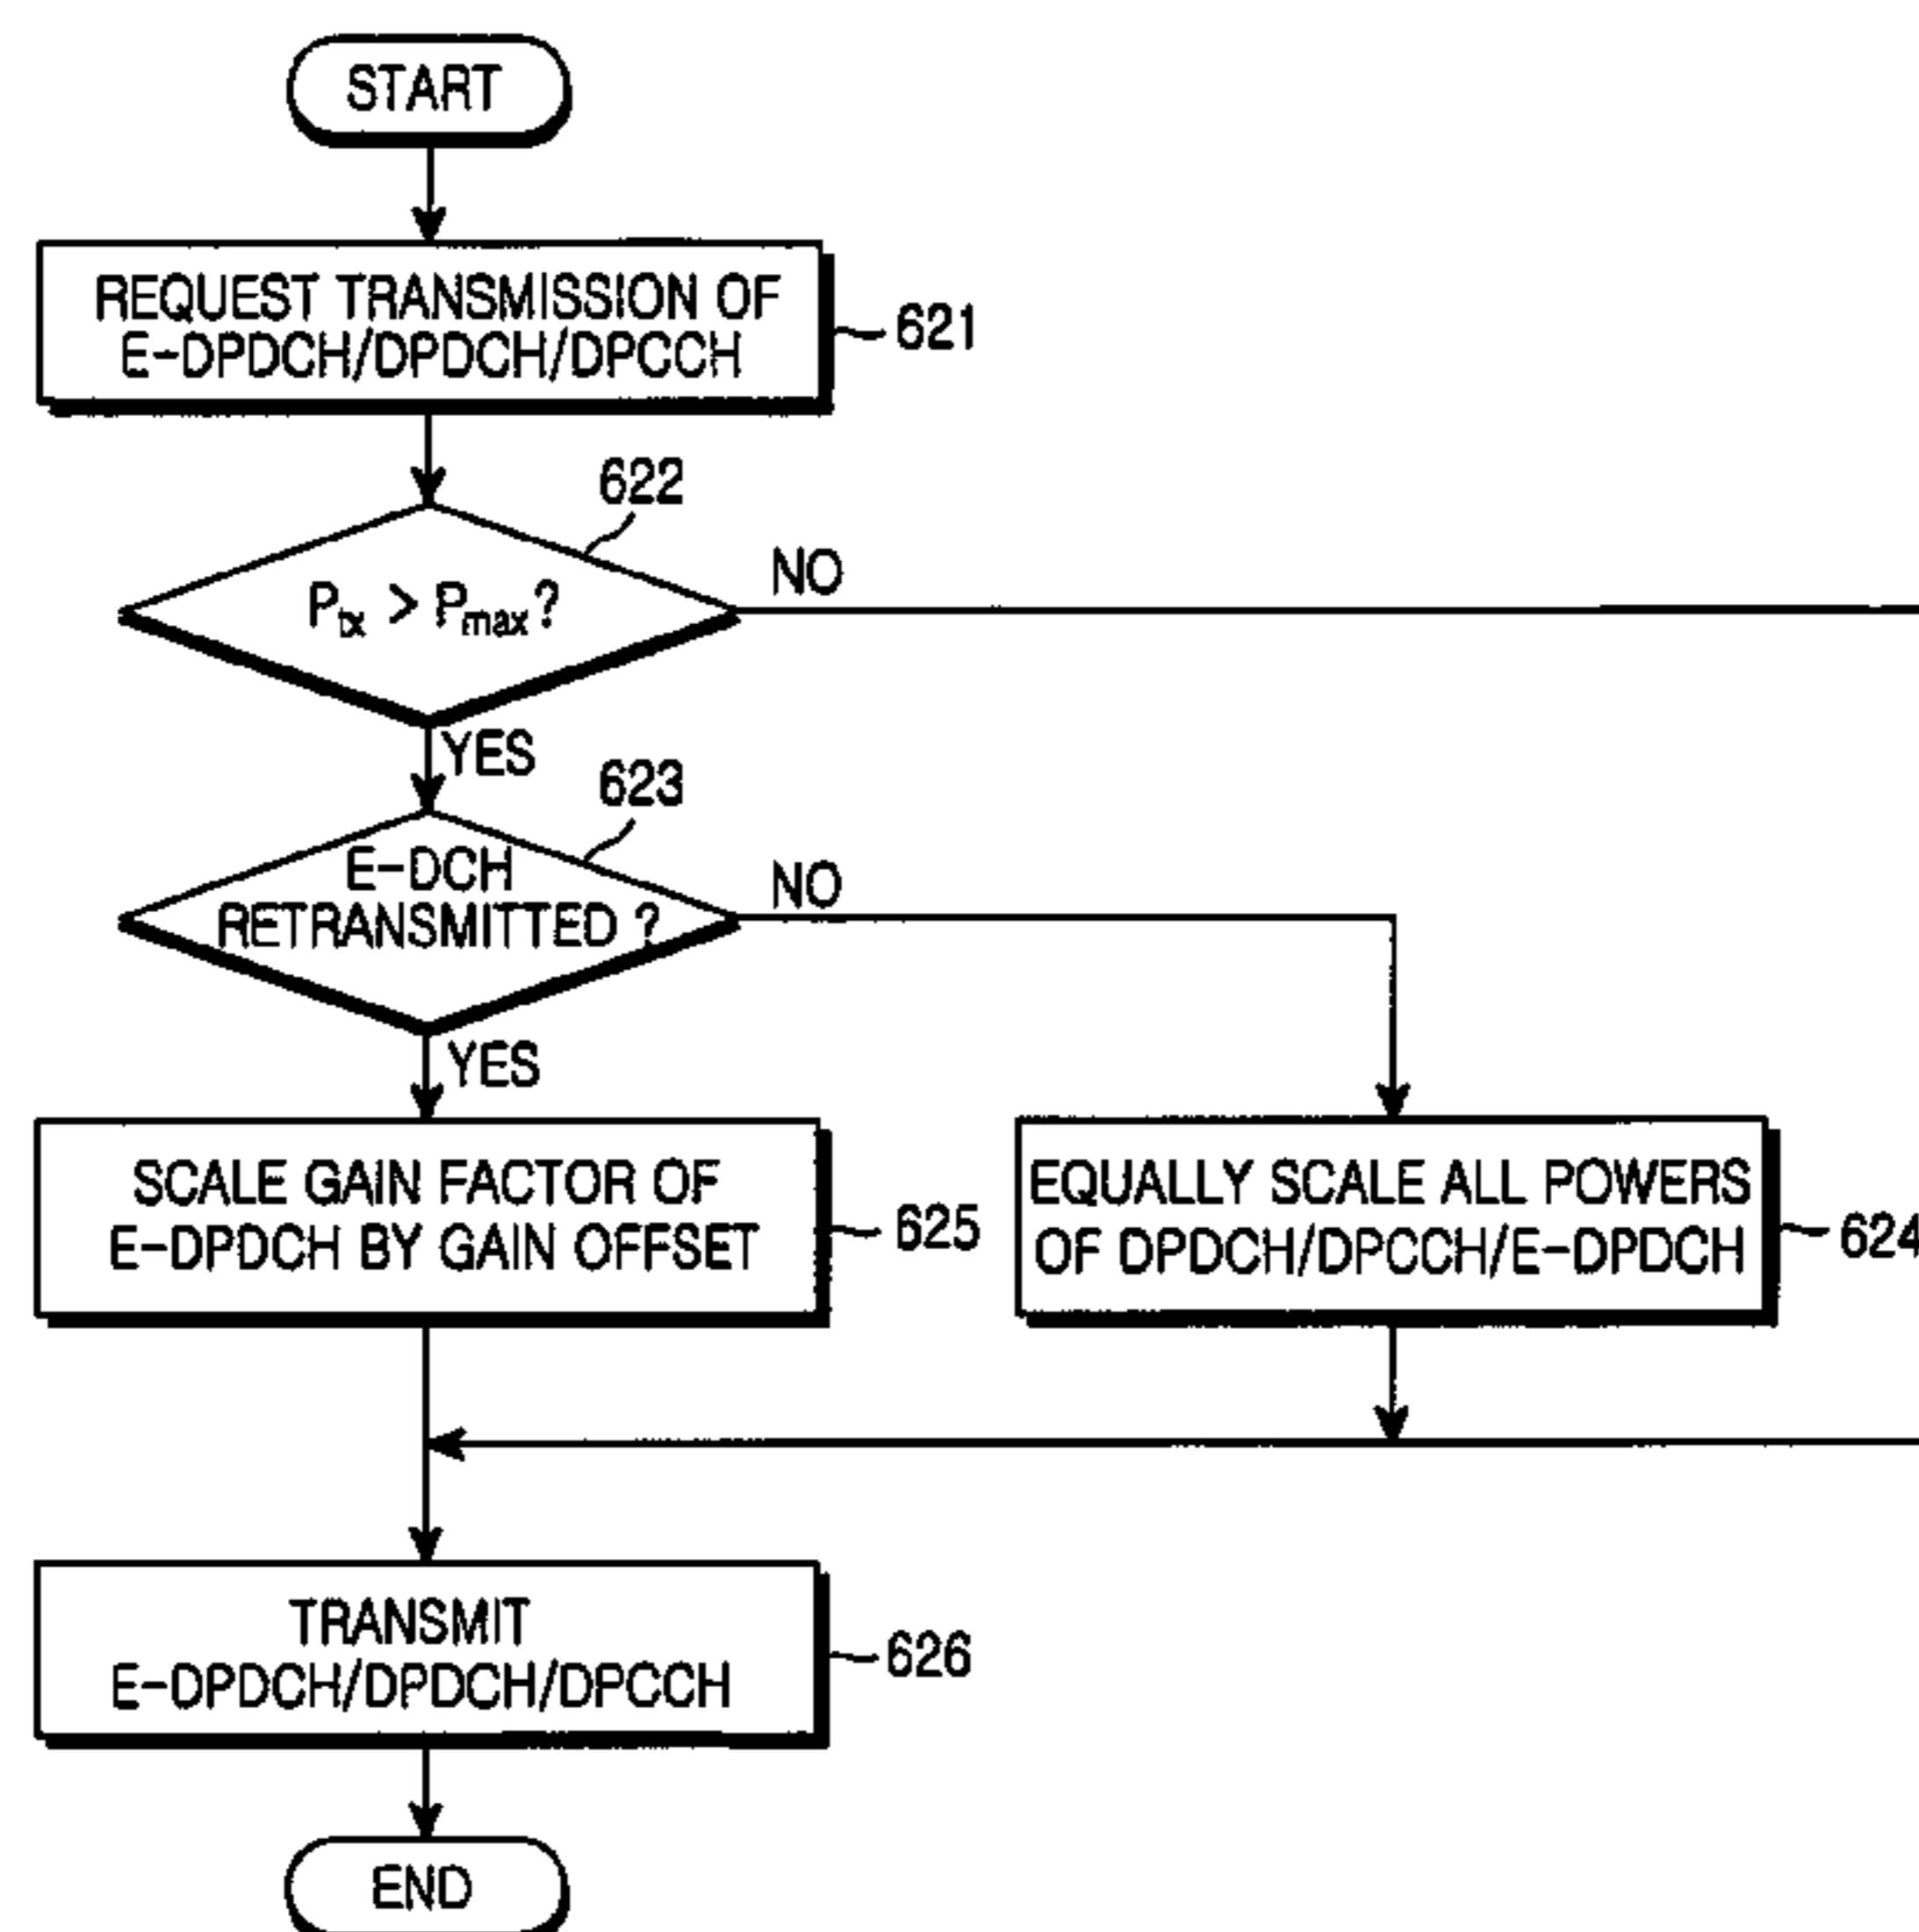 START
REQUEST TRANSMISSION OF
E-DPDCH/DPDCH/DPCCH
621
622
Ptx > Pmax?
NO
YES
623
E-DCH
RETRANSMITTED ?
NO
YES
SCALE GAIN FACTOR OF
E-DPDCH BY GAIN OFFSET
625
EQUALLY SCALE ALL POWERS
OF DPDCH/DPCCH/E-DPDCH
624
TRANSMIT
E-DPDCH/DPDCH/DPCCH
626
END